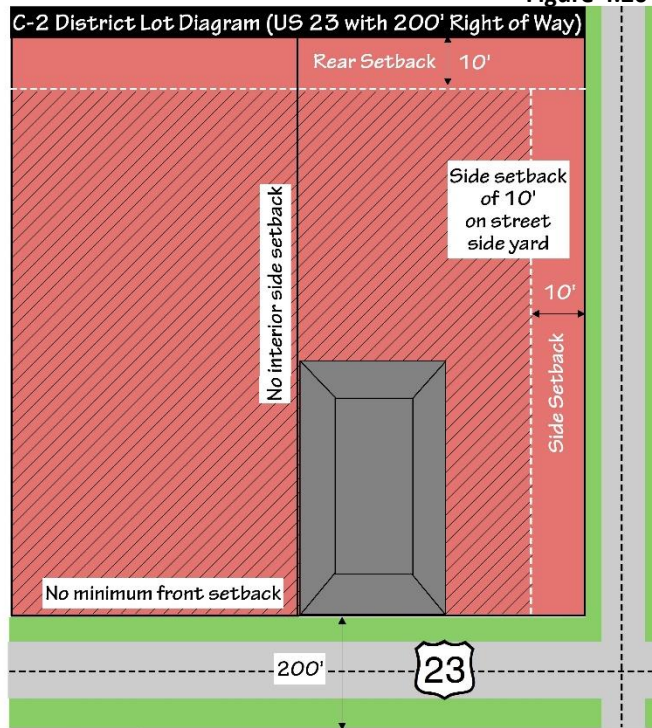 C-2 District Lot Diagram (US 23 with 200' Right of Way)
Rear Setback 10'
Side setback
of 10'
on street
side yard
No interior side setback
10'
Side Setback
No minimum front setback
200'
23